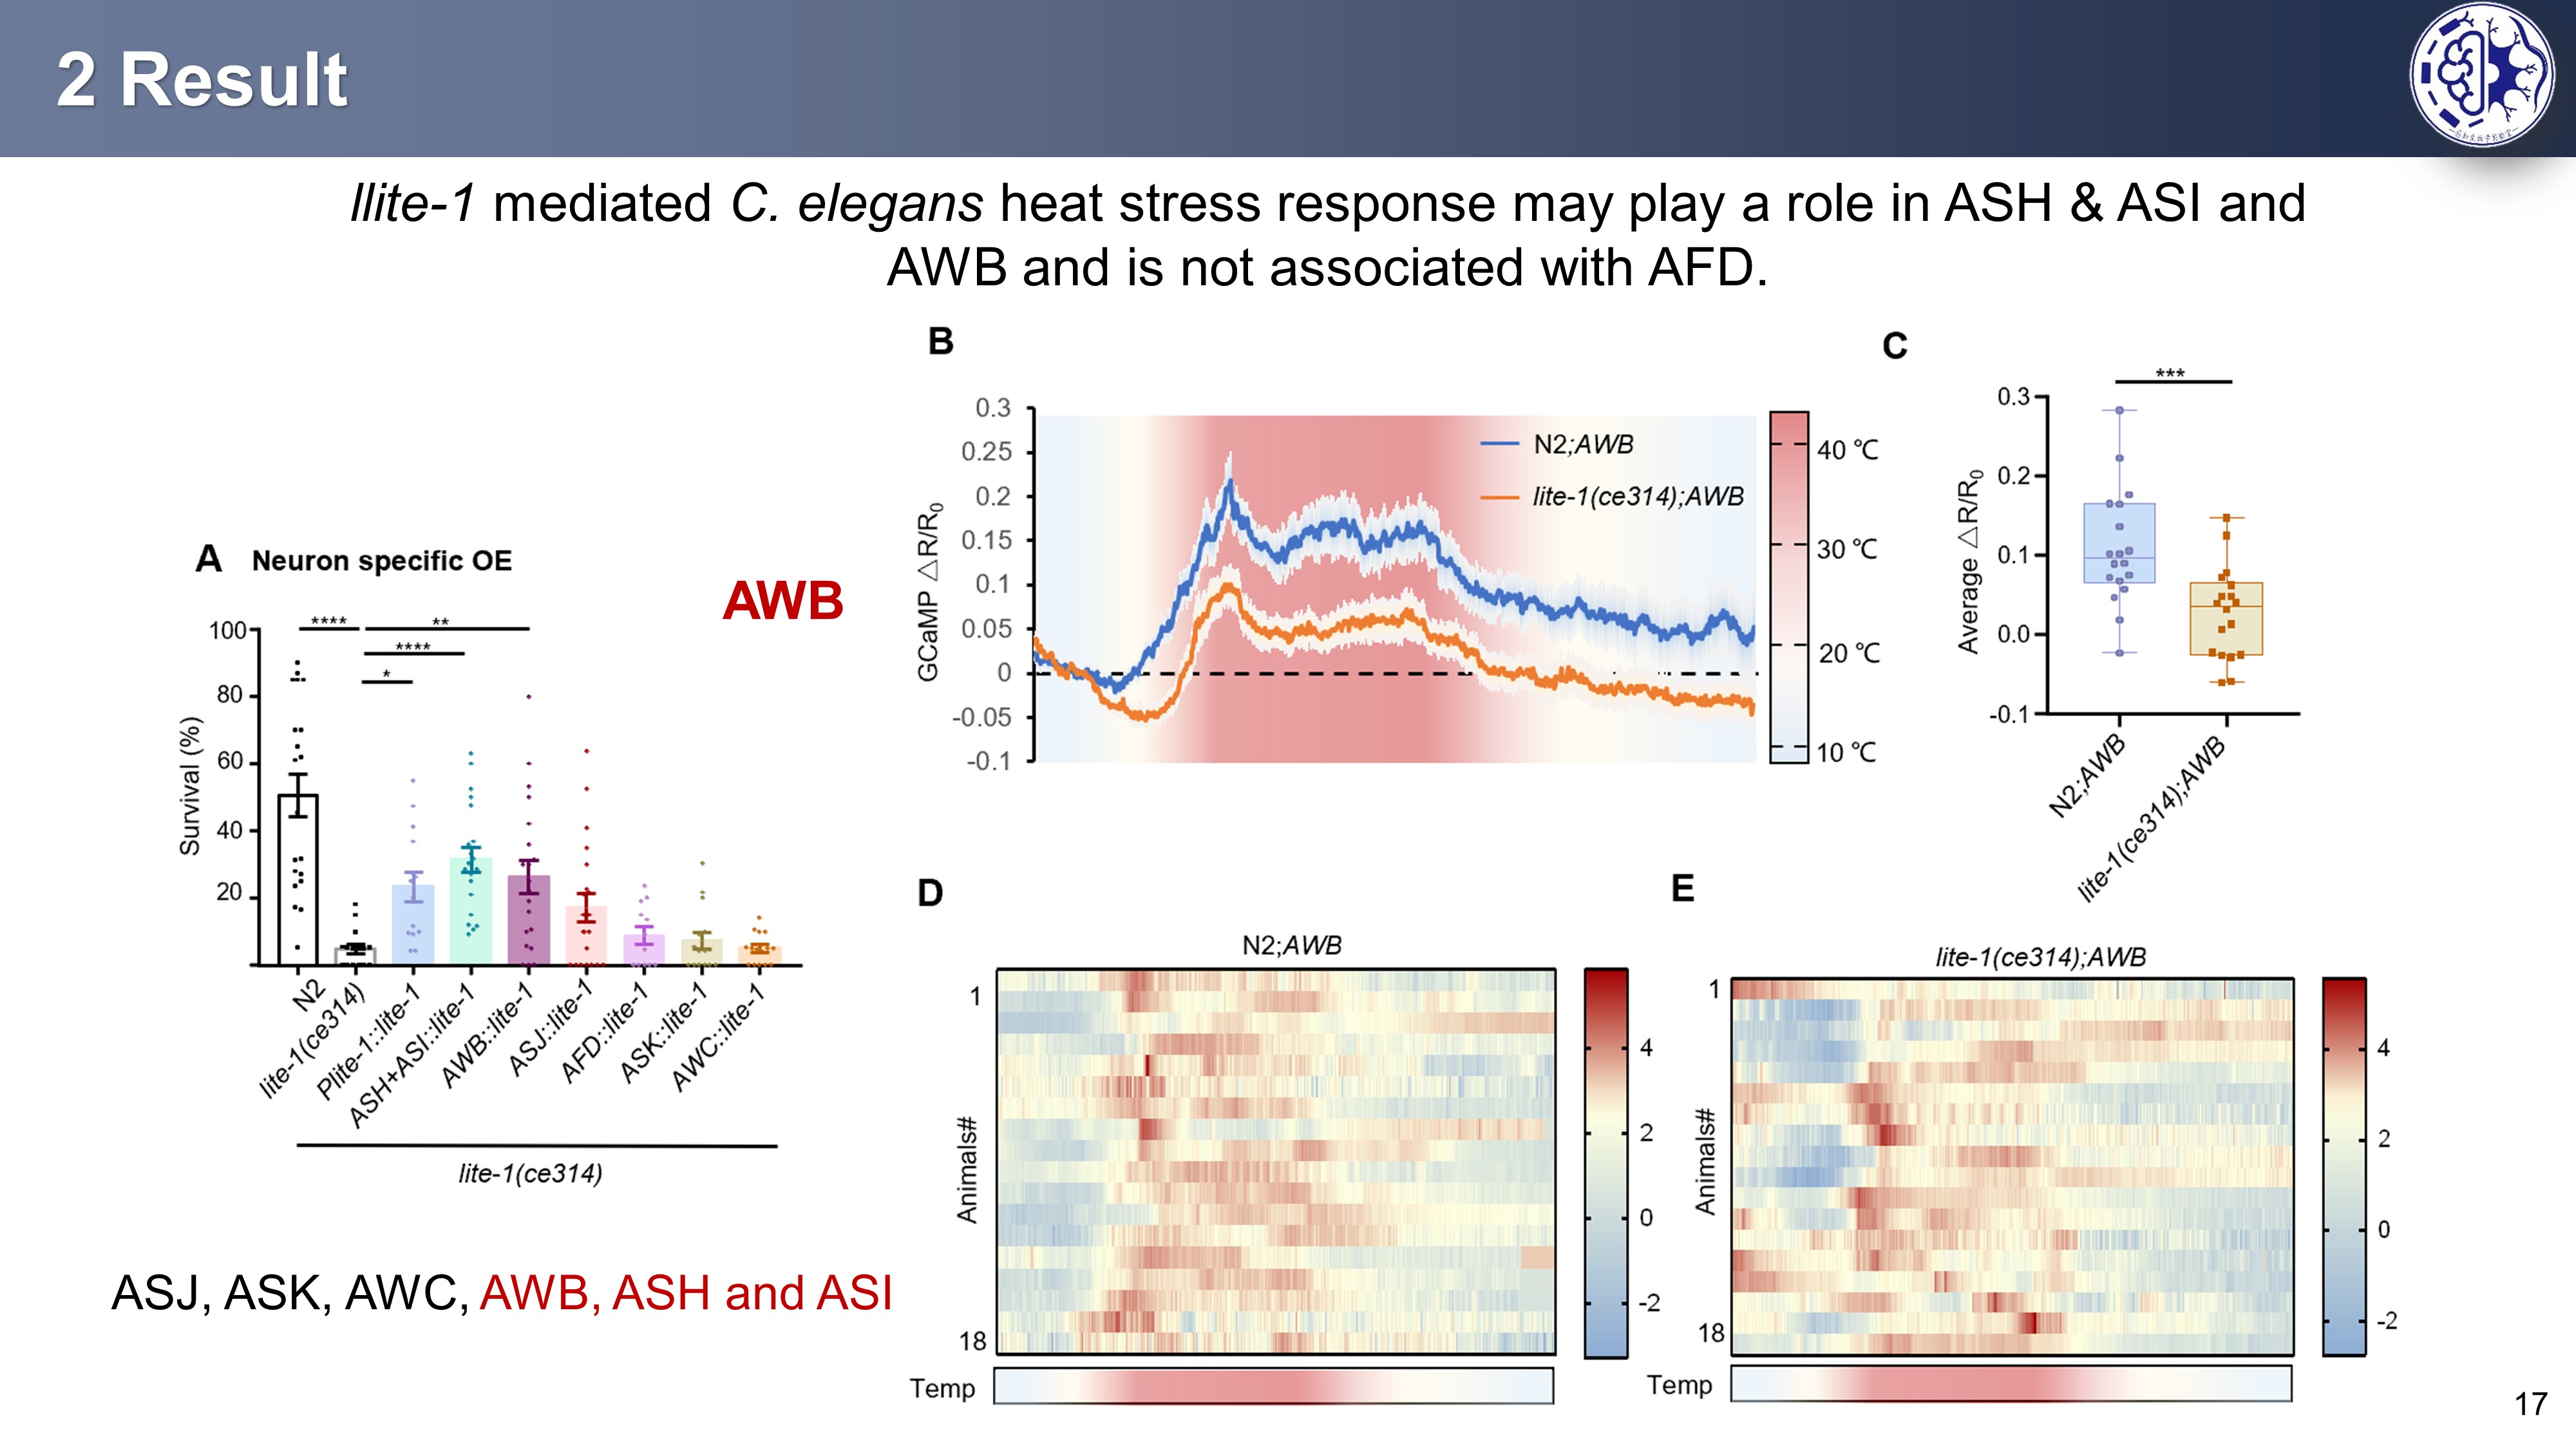 2 Result
llite-1 mediated C. elegans heat stress response may play a role in ASH & ASI and
AWB and is not associated with AFD.
A Neuron specific OE
****
**
****
*
Survival (%)
100
80
60
40
20
N2
lite-1(ce314)
Plite-1::lite-1
ASH+ASI::lite-1
AWB::lite-1
ASJ::lite-1
AFD::lite-1
ASK::lite-1
AWC::lite-1
lite-1(ce314)
ASJ, ASK, AWC, AWB, ASH and ASI
AWB
B
GCaMP △R/R0
0.3
0.25
0.2
0.15
0.1
0.05
0
-0.05
-0.1
N2;AWB
lite-1(ce314);AWB
40 ℃
30 ℃
20 ℃
10 ℃
C
***
Average △R/R0
0.3
0.2
0.1
0.0
-0.1
N2;AWB
lite-1(ce314);AWB
D
N2;AWB
Animals#
1
18
4
2
0
-2
Temp
E
lite-1(ce314);AWB
Animals#
1
18
4
2
0
-2
Temp
17